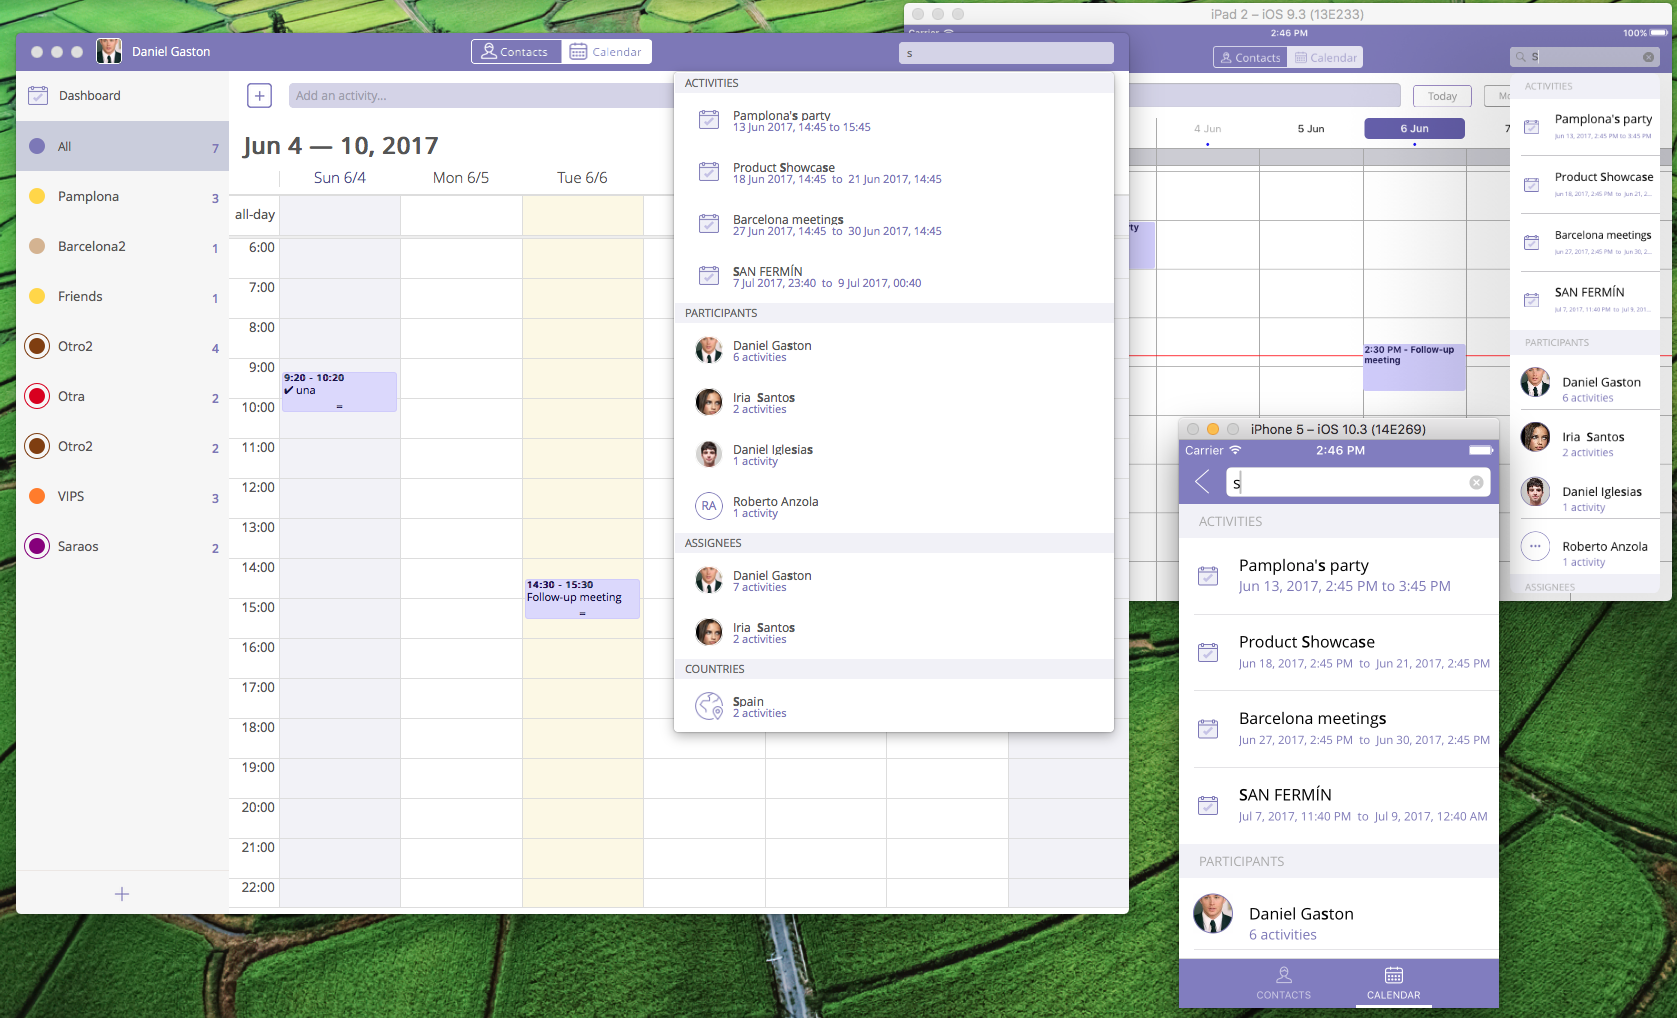 Daniel Gaston
Contacts
Calendar
s
Dashboard
All
7
Pamplona
3
Barcelona2
1
Friends
1
Otro2
4
Otra
2
Otro2
2
VIPS
3
Saraos
2
+
+
Add an activity...
Jun 4 — 10, 2017
Sun 6/4
Mon 6/5
Tue 6/6
all-day
6:00
7:00
8:00
9:00
10:00
11:00
12:00
13:00
14:00
15:00
16:00
17:00
18:00
19:00
20:00
21:00
22:00
9:20 - 10:20
✔ una
=
14:30 - 15:30
Follow-up meeting
=
ACTIVITIES
Pamplona's party
13 Jun 2017, 14:45 to 15:45
Product Showcase
18 Jun 2017, 14:45 to 21 Jun 2017, 14:45
Barcelona meetings
27 Jun 2017, 14:45 to 30 Jun 2017, 14:45
SAN FERMÍN
7 Jul 2017, 23:40 to 9 Jul 2017, 00:40
PARTICIPANTS
Daniel Gaston
6 activities
Iria Santos
2 activities
Daniel Iglesias
1 activity
RA
Roberto Anzola
1 activity
ASSIGNEES
Daniel Gaston
7 activities
Iria Santos
2 activities
COUNTRIES
Spain
2 activities
iPad 2 – iOS 9.3 (13E233)
Carrier
2:46 PM
100%
Contacts
Calendar
S
Today
Mo
4 Jun
5 Jun
6 Jun
7
rty
2:30 PM - Follow-up
meeting
ACTIVITIES
Pamplona's party
Jun 13, 2017, 2:45 PM to 3:45 PM
Product Showcase
Jun 18, 2017, 2:45 PM to Jun 21, 2...
Barcelona meetings
Jun 27, 2017, 2:45 PM to Jun 30, 2...
SAN FERMÍN
Jul 7, 2017, 11:40 PM to Jul 9, 201...
PARTICIPANTS
Daniel Gaston
6 activities
Iria Santos
2 activities
Daniel Iglesias
1 activity
...
Roberto Anzola
1 activity
ASSIGNEES
iPhone 5 – iOS 10.3 (14E269)
Carrier
2:46 PM
s
ACTIVITIES
Pamplona's party
Jun 13, 2017, 2:45 PM to 3:45 PM
Product Showcase
Jun 18, 2017, 2:45 PM to Jun 21, 2017, 2:45 PM
Barcelona meetings
Jun 27, 2017, 2:45 PM to Jun 30, 2017, 2:45 PM
SAN FERMÍN
Jul 7, 2017, 11:40 PM to Jul 9, 2017, 12:40 AM
PARTICIPANTS
Daniel Gaston
6 activities
CONTACTS
CALENDAR